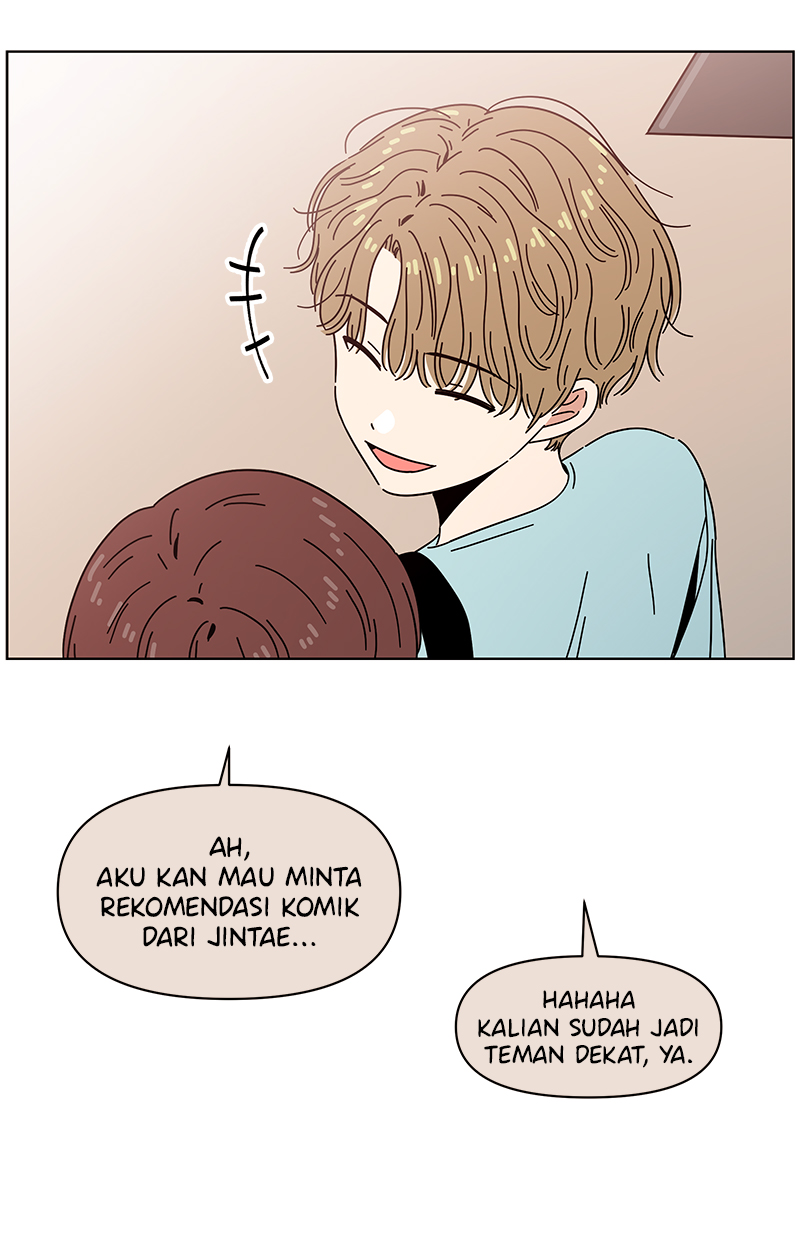 AH,
AKU KAN MAU MINTA
REKOMENDASI KOMIK
DARI JINTAE...
HAHAHA
KALIAN SUDAH JADI
TEMAN DEKAT, YA.